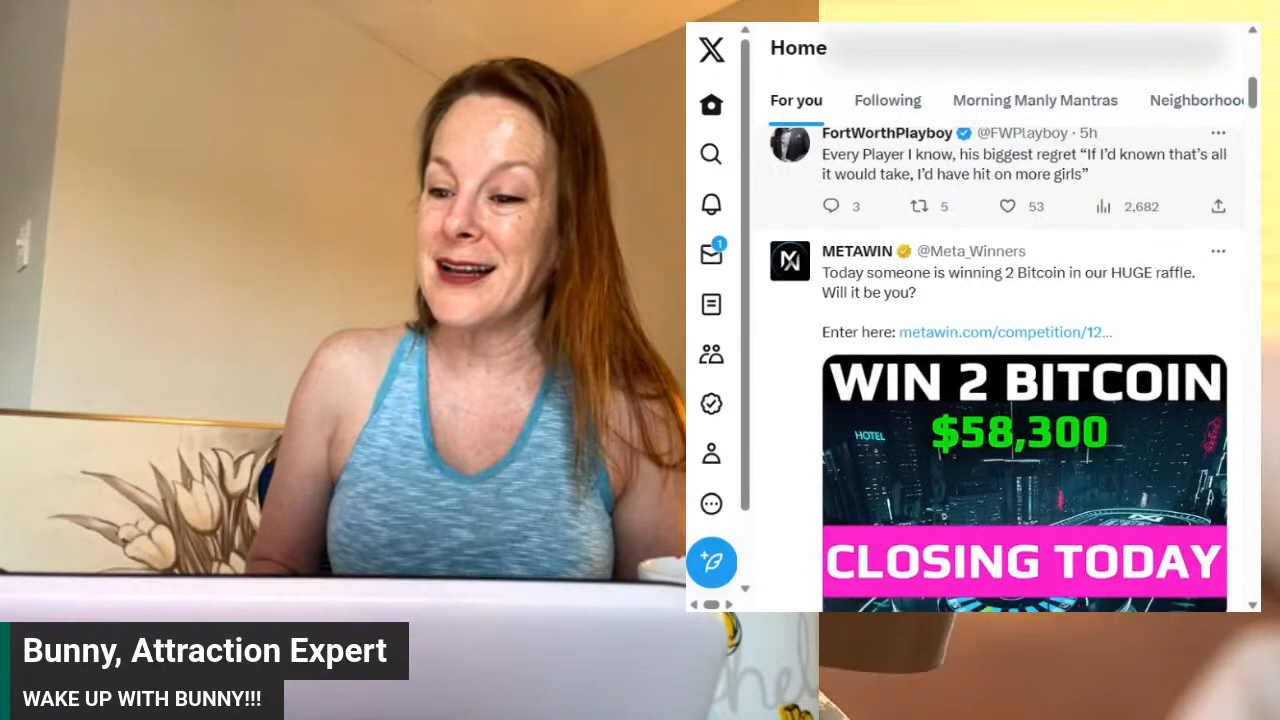 Home
For you Following Morning Manly Mantras Neighborhood
FortWorthPlayboy @FWPlayboy · 5h
Every Player I know, his biggest regret “If I’d known that’s all
it would take, I’d have hit on more girls”
3 5 53 2,682
1
METAWIN @Meta_Winners
Today someone is winning 2 Bitcoin in our HUGE raffle.
Will it be you?
Enter here: metawin.com/competition/12...
WIN 2 BITCOIN
$58,300
HOTEL
CLOSING TODAY
Bunny, Attraction Expert
WAKE UP WITH BUNNY!!!